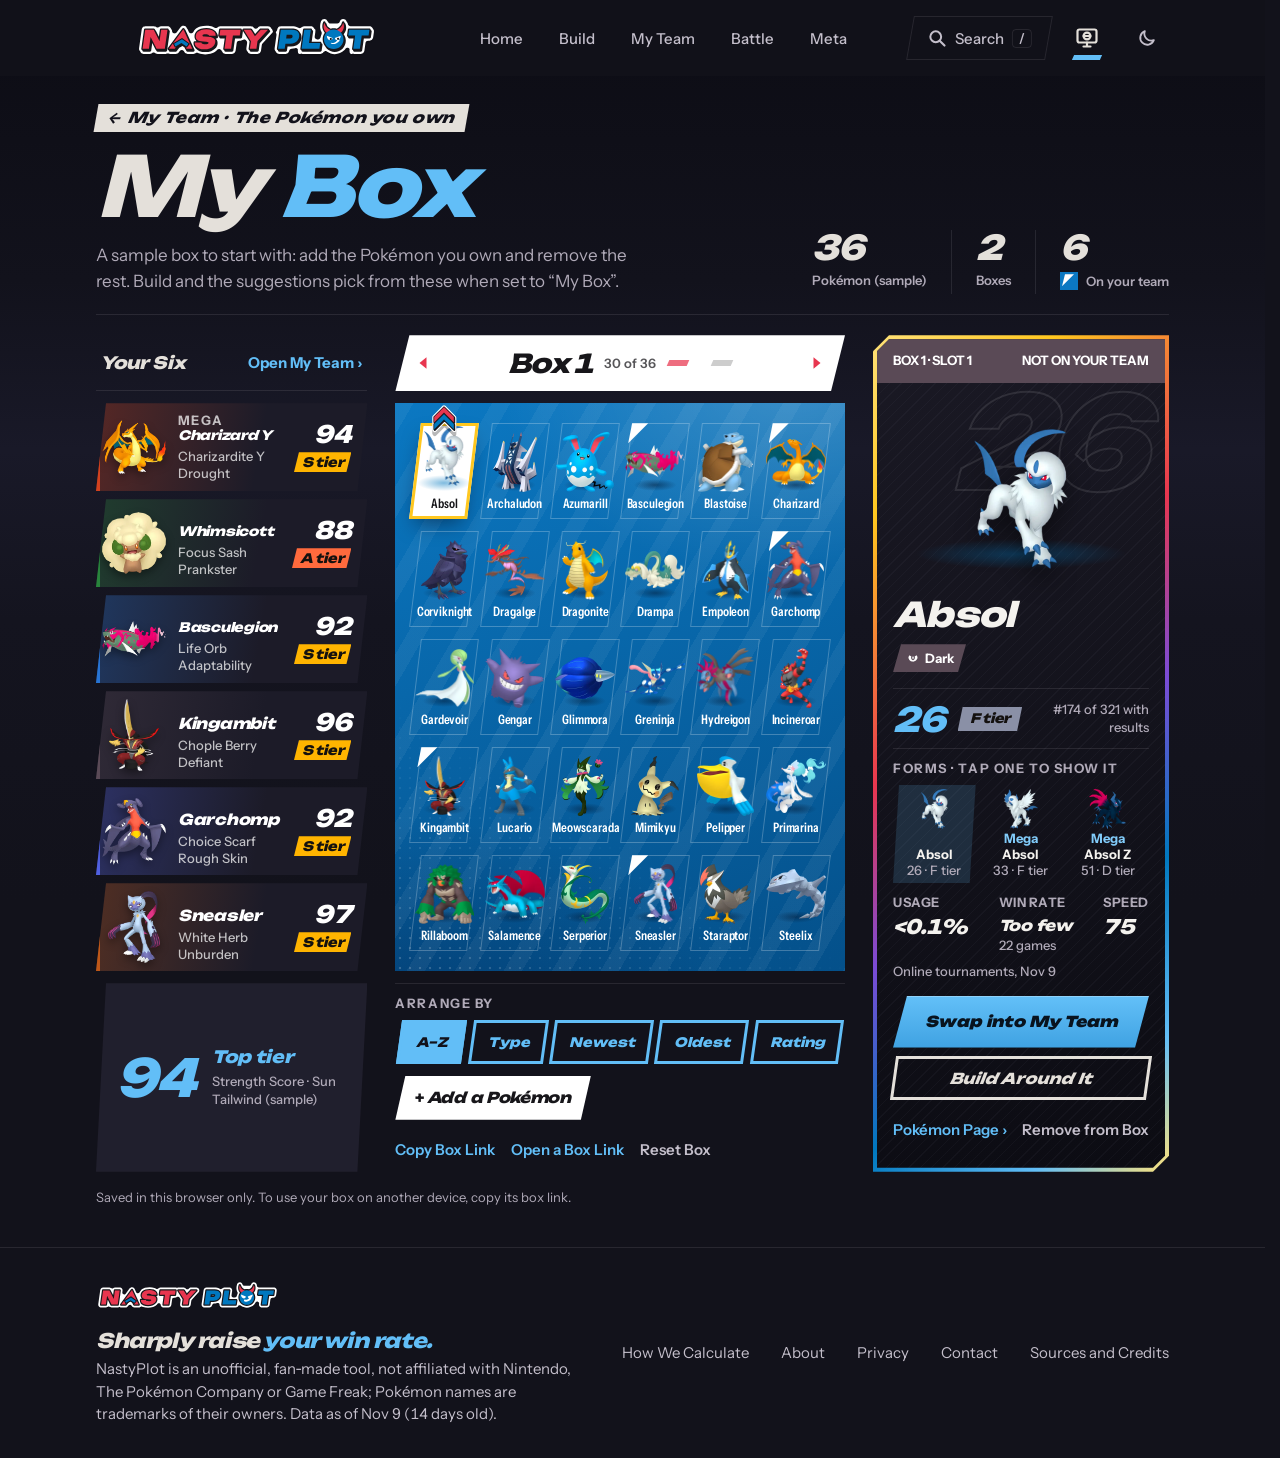 NASTY PLOT
Home
Build
My Team
Battle
Meta
Search /
← My Team · The Pokémon you own
My Box
A sample box to start with: add the Pokémon you own and remove the
rest. Build and the suggestions pick from these when set to “My Box”.
36
Pokémon (sample)
2
Boxes
6
On your team
Your Six
Open My Team ›
MEGA
Charizard Y
Charizardite Y
Drought
94
S tier
Whimsicott
Focus Sash
Prankster
88
A tier
Basculegion
Life Orb
Adaptability
92
S tier
Kingambit
Chople Berry
Defiant
96
S tier
Garchomp
Choice Scarf
Rough Skin
92
S tier
Sneasler
White Herb
Unburden
97
S tier
94
Top tier
Strength Score · Sun
Tailwind (sample)
Box 1
30 of 36
Absol
Archaludon
Azumarill
Basculegion
Blastoise
Charizard
Corviknight
Dragalge
Dragonite
Drampa
Empoleon
Garchomp
Gardevoir
Gengar
Glimmora
Greninja
Hydreigon
Incineroar
Kingambit
Lucario
Meowscarada
Mimikyu
Pelipper
Primarina
Rillaboom
Salamence
Serperior
Sneasler
Staraptor
Steelix
ARRANGE BY
A–Z
Type
Newest
Oldest
Rating
+ Add a Pokémon
Copy Box Link
Open a Box Link
Reset Box
BOX 1 · SLOT 1
NOT ON YOUR TEAM
26
Absol
Dark
26
F tier
#174 of 321 with
results
FORMS · TAP ONE TO SHOW IT
Absol
26 · F tier
Mega
Absol
33 · F tier
Mega
Absol Z
51 · D tier
USAGE
<0.1%
WIN RATE
Too few
22 games
SPEED
75
Online tournaments, Nov 9
Swap into My Team
Build Around It
Pokémon Page ›
Remove from Box
Saved in this browser only. To use your box on another device, copy its box link.
NASTY PLOT
Sharply raise your win rate.
NastyPlot is an unofficial, fan-made tool, not affiliated with Nintendo,
The Pokémon Company or Game Freak; Pokémon names are
trademarks of their owners. Data as of Nov 9 (14 days old).
How We Calculate
About
Privacy
Contact
Sources and Credits